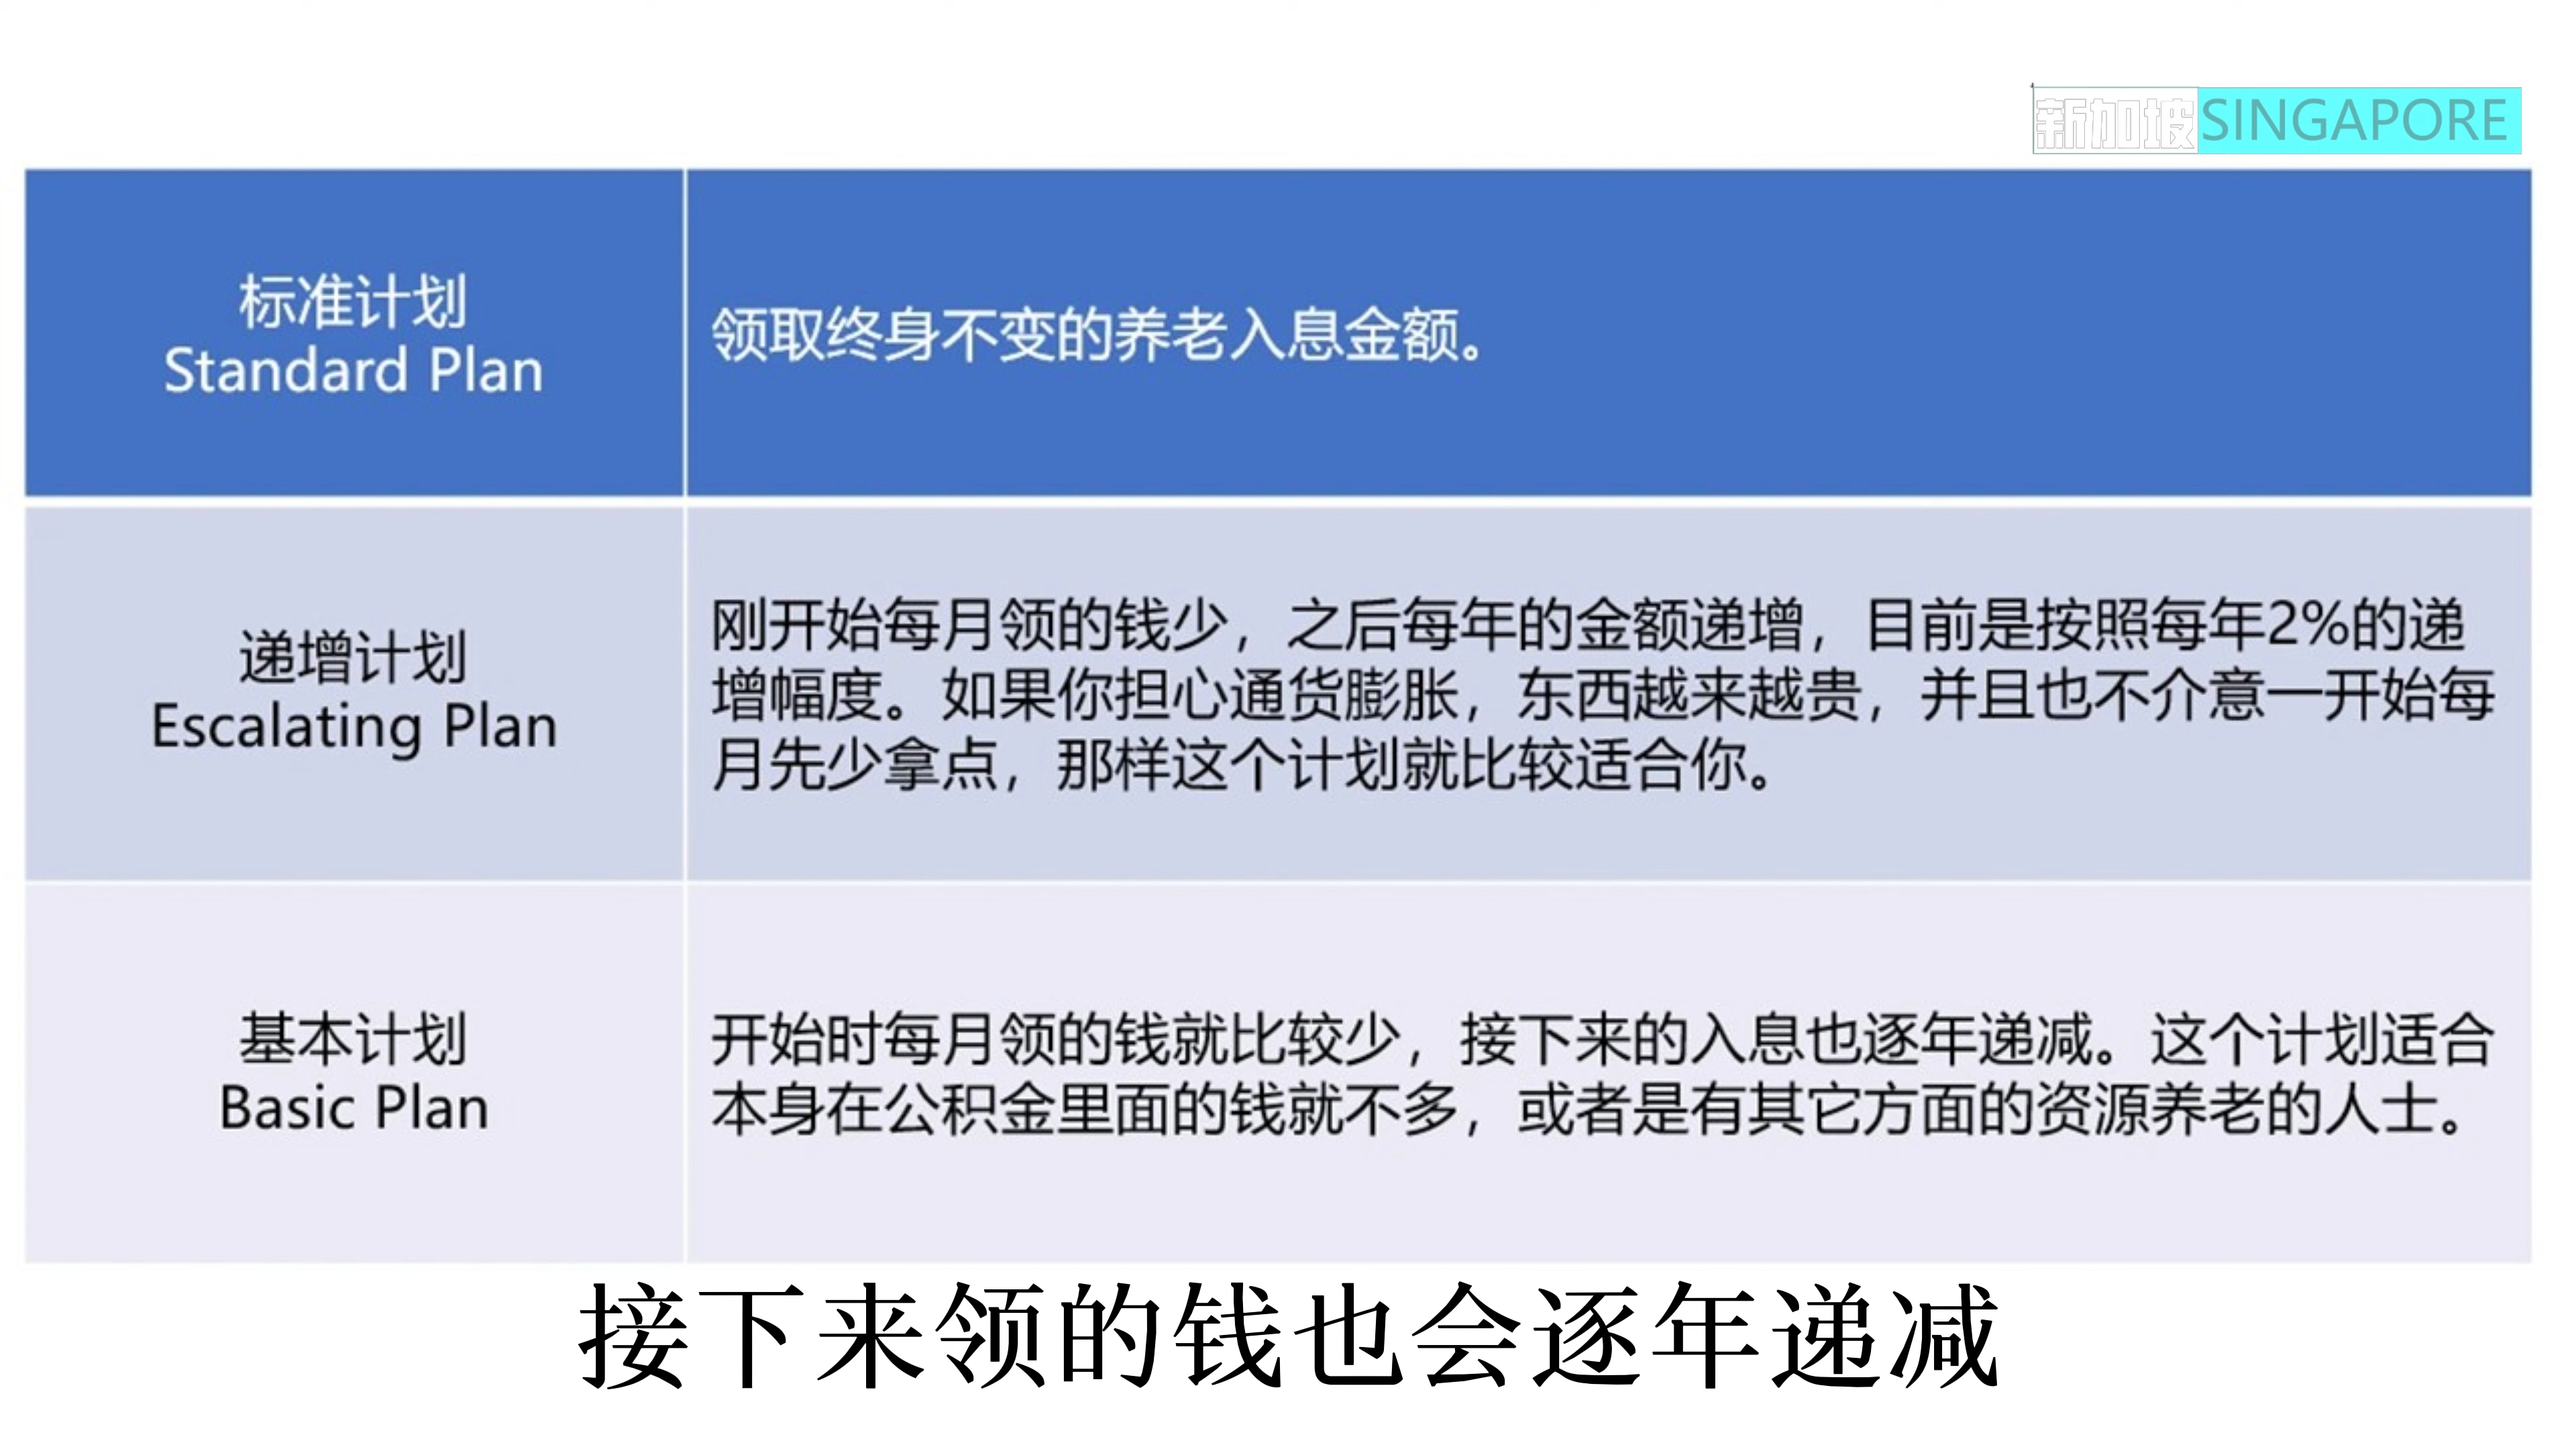 新加坡SINGAPORE
标准计划
Standard Plan
领取终身不变的养老入息金额。
递增计划
Escalating Plan
刚开始每月领的钱少，之后每年的金额递增，目前是按照每年2%的递
增幅度。如果你担心通货膨胀，东西越来越贵，并且也不介意一开始每
月先少拿点，那样这个计划就比较适合你。
基本计划
Basic Plan
开始时每月领的钱就比较少，接下来的入息也逐年递减。这个计划适合
本身在公积金里面的钱就不多，或者是有其它方面的资源养老的人士。
接下来领的钱也会逐年递减